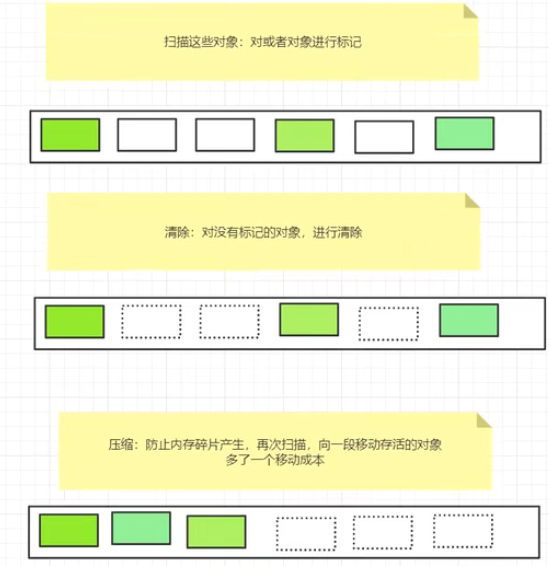 扫描这些对象：对或者对象进行标记
清除：对没有标记的对象，进行清除
压缩：防止内存碎片产生，再次扫描，向一段移动存活的对象
多了一个移动成本